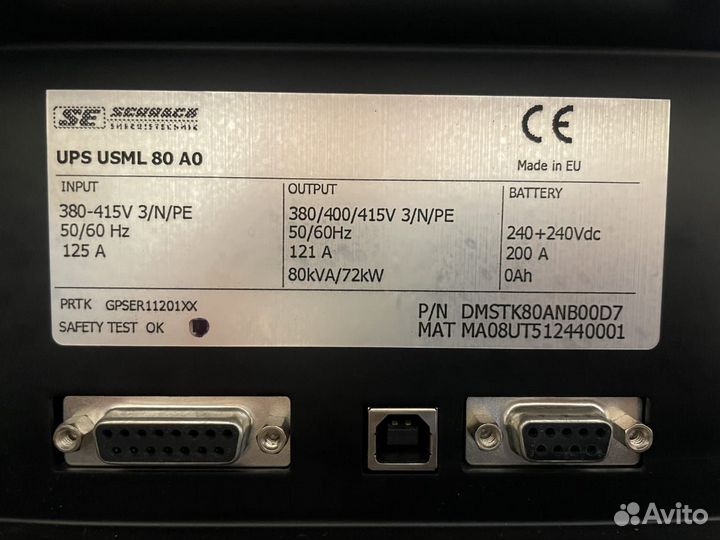 SE SCHRACK
ENERGIETECHNIK
CE
UPS USML 80 A0
Made in EU
INPUT
380-415V 3/N/PE
50/60 Hz
125 A
OUTPUT
380/400/415V 3/N/PE
50/60Hz
121 A
80kVA/72kW
BATTERY
240+240Vdc
200 A
0Ah
PRTK GPSER11201XX
SAFETY TEST OK
P/N DMSTK80ANB00D7
MAT MA08UT512440001
Avito